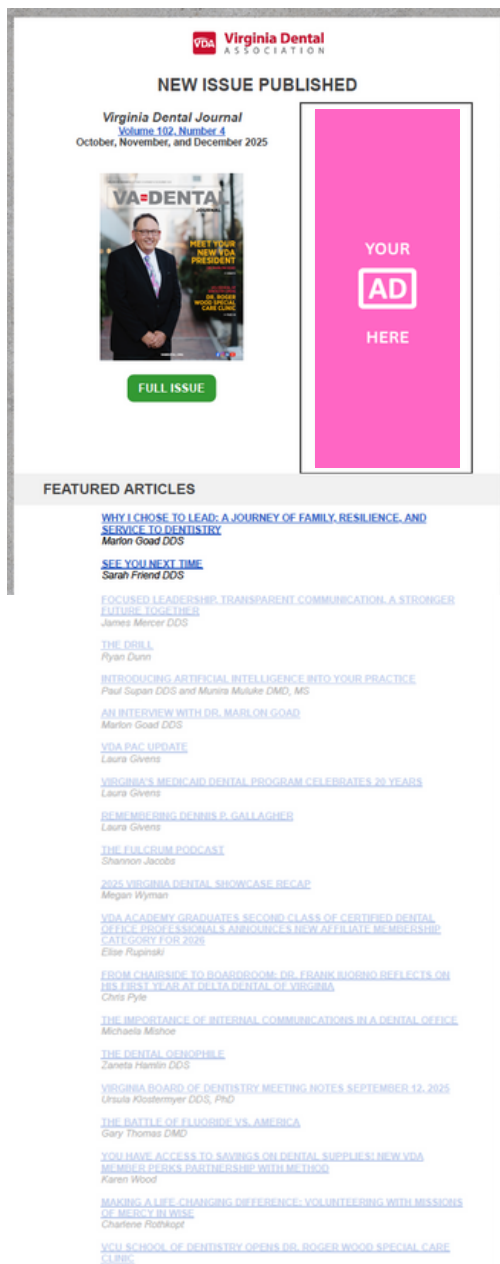 VDA
Virginia Dental
ASSOCIATION
NEW ISSUE PUBLISHED
Virginia Dental Journal
Volume 102, Number 4
October, November, and December 2025
VA DENTAL
JOURNAL
MEET YOUR
NEW VDA
PRESIDENT
DR. ROGER
WOOD SPECIAL
CARE CLINIC
FULL ISSUE
YOUR
AD
HERE
FEATURED ARTICLES
WHY I CHOSE TO LEAD: A JOURNEY OF FAMILY, RESILIENCE, AND
SERVICE TO DENTISTRY
Marlon Goad DDS
SEE YOU NEXT TIME
Sarah Friend DDS
FOCUSED LEADERSHIP, TRANSPARENT COMMUNICATION, A STRONGER
FUTURE TOGETHER
James Mercer DDS
THE DRILL
Ryan Dunn
INTRODUCING ARTIFICIAL INTELLIGENCE INTO YOUR PRACTICE
Paul Supan DDS and Munira Muluke DMD, MS
AN INTERVIEW WITH DR. MARLON GOAD
Marlon Goad DDS
VDA PAC UPDATE
Laura Givens
VIRGINIA'S MEDICAID DENTAL PROGRAM CELEBRATES 20 YEARS
Laura Givens
REMEMBERING DENNIS P. GALLAGHER
Laura Givens
THE FULCRUM PODCAST
Shannon Jacobs
2025 VIRGINIA DENTAL SHOWCASE RECAP
Megan Wyman
VDA ACADEMY GRADUATES SECOND CLASS OF CERTIFIED DENTAL
OFFICE PROFESSIONALS ANNOUNCES NEW AFFILIATE MEMBERSHIP
CATEGORY FOR 2026
Elise Rupinski
FROM CHAIRSIDE TO BOARDROOM: DR. FRANK IUORNO REFLECTS ON
HIS FIRST YEAR AT DELTA DENTAL OF VIRGINIA
Chris Pyle
THE IMPORTANCE OF INTERNAL COMMUNICATIONS IN A DENTAL OFFICE
Michaela Mishoe
THE DENTAL OENOPHILE
Zaneta Hamlin DDS
VIRGINIA BOARD OF DENTISTRY MEETING NOTES SEPTEMBER 12, 2025
Ursula Klostermyer DDS, PhD
THE BATTLE OF FLUORIDE VS. AMERICA
Gary Thomas DMD
YOU HAVE ACCESS TO SAVINGS ON DENTAL SUPPLIES! NEW VDA
MEMBER PERKS PARTNERSHIP WITH METHOD
Karen Wood
MAKING A LIFE-CHANGING DIFFERENCE: VOLUNTEERING WITH MISSIONS
OF MERCY IN WISE
Charlene Rothkopf
VCU SCHOOL OF DENTISTRY OPENS DR. ROGER WOOD SPECIAL CARE
CLINIC